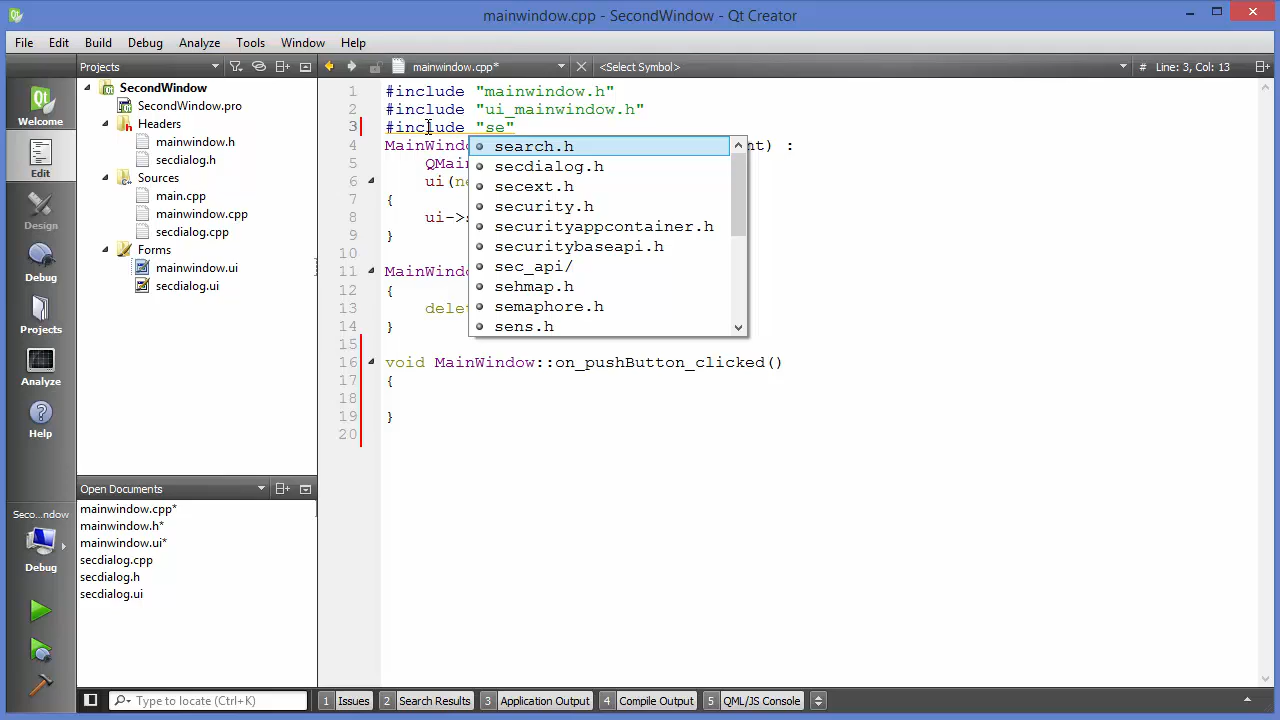 mainwindow.cpp - SecondWindow - Qt Creator
File Edit Build Debug Analyze Tools Window Help
Projects mainwindow.cpp* <Select Symbol> # Line: 3, Col: 13
Welcome
Edit
Design
Debug
Projects
Analyze
Help
Seco...ndow
Debug
SecondWindow
SecondWindow.pro
Headers
mainwindow.h
secdialog.h
Sources
main.cpp
mainwindow.cpp
secdialog.cpp
Forms
mainwindow.ui
secdialog.ui
Open Documents
mainwindow.cpp*
mainwindow.h*
mainwindow.ui*
secdialog.cpp
secdialog.h
secdialog.ui
1 #include "mainwindow.h"
2 #include "ui_mainwindow.h"
3 #include "se"
4 MainWindo t) :
5 QMai
6 ui(ne
7 {
8 ui->s
9 }
10
11 MainWindo
12 {
13 delet
14 }
15
16 void MainWindow::on_pushButton_clicked()
17 {
18
19 }
20
search.h
secdialog.h
secext.h
security.h
securityappcontainer.h
securitybaseapi.h
sec_api/
sehmap.h
semaphore.h
sens.h
Type to locate (Ctrl+K) 1 Issues 2 Search Results 3 Application Output 4 Compile Output 5 QML/JS Console